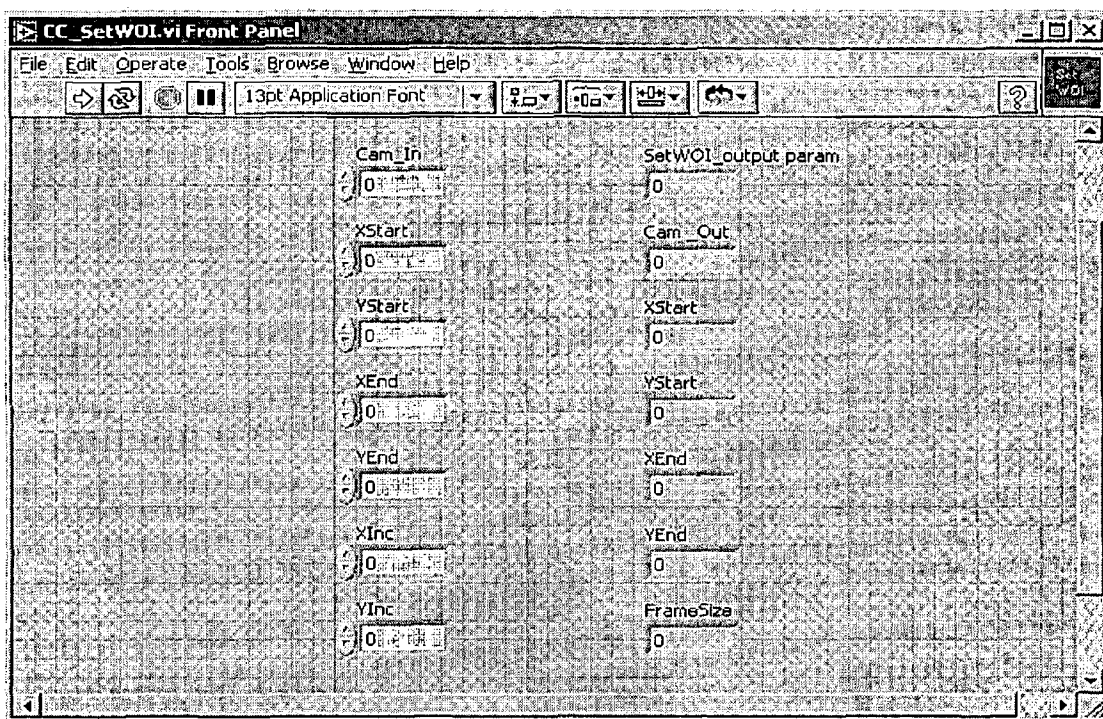 CC_SetWOI.vi Front Panel
File Edit Operate Tools Browse Window Help
13pt Application Font
?
Set
WOI
Cam_In
0
SetWOI_output param
0
XStart
0
Cam_Out
0
YStart
0
XStart
0
XEnd
0
YStart
0
YEnd
0
XEnd
0
XInc
0
YEnd
0
YInc
0
FrameSize
0